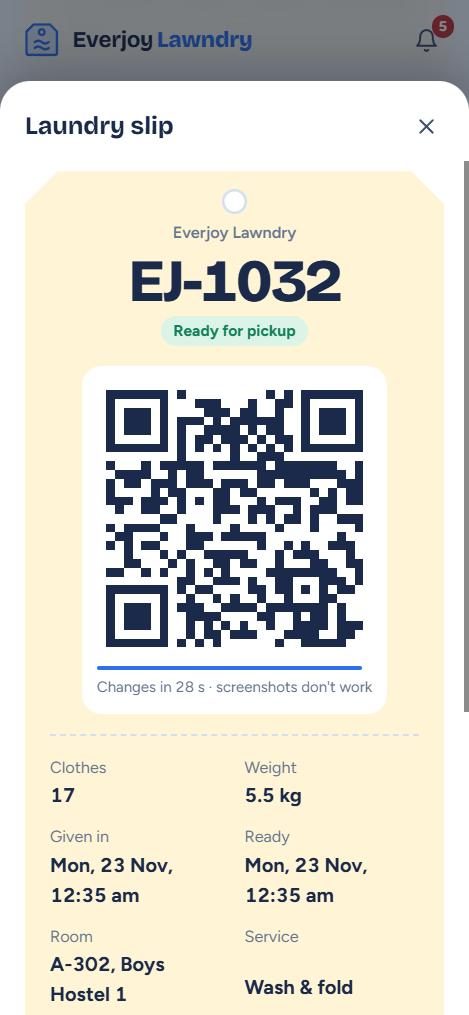 Everjoy Lawndry
5
Laundry slip
Everjoy Lawndry
EJ-1032
Ready for pickup
Changes in 28 s · screenshots don't work
Clothes
Weight
17
5.5 kg
Given in
Ready
Mon, 23 Nov,
Mon, 23 Nov,
12:35 am
12:35 am
Room
Service
A-302, Boys
Hostel 1
Wash & fold